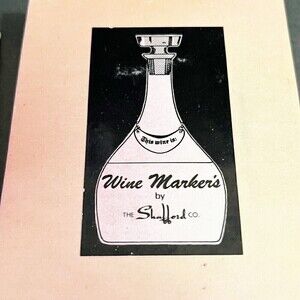 This wine is:
Wine Marker's
by
THE Shafford CO.